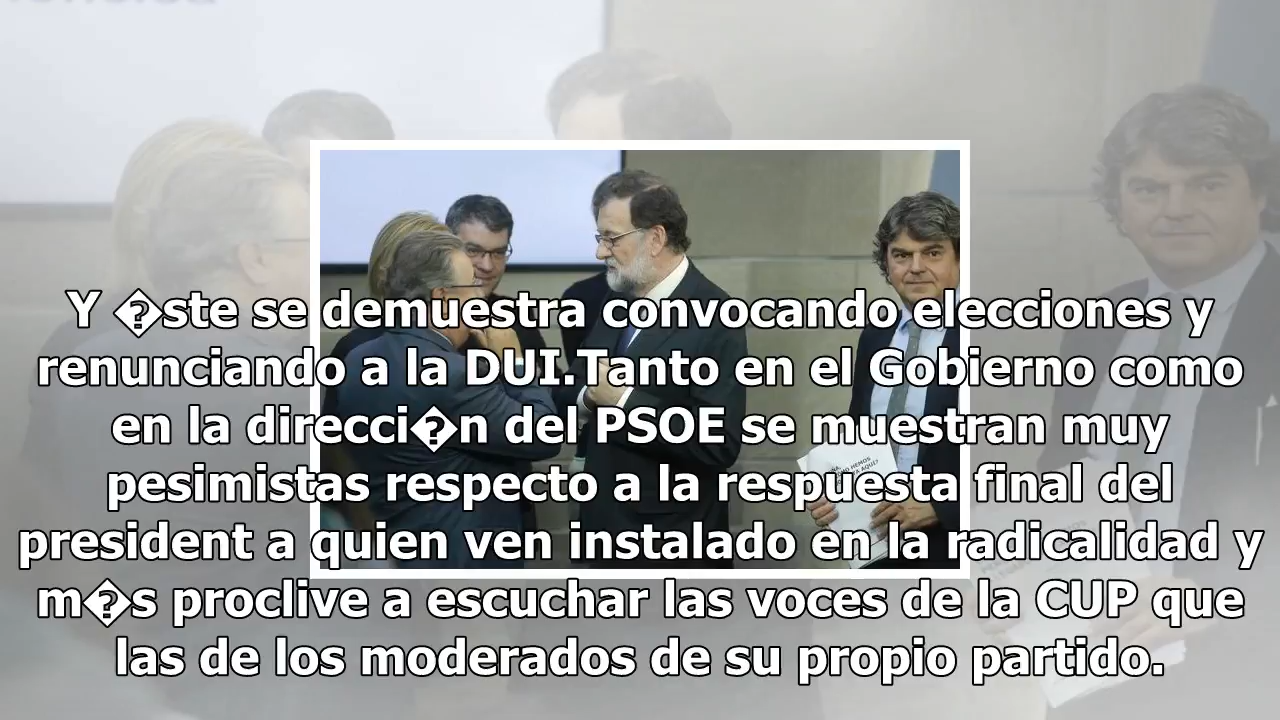 Y �ste se demuestra convocando elecciones y
renunciando a la DUI.Tanto en el Gobierno como
en la direcci�n del PSOE se muestran muy
pesimistas respecto a la respuesta final del
president a quien ven instalado en la radicalidad y
m�s proclive a escuchar las voces de la CUP que
las de los moderados de su propio partido.
HEMOS
AQUÍ?